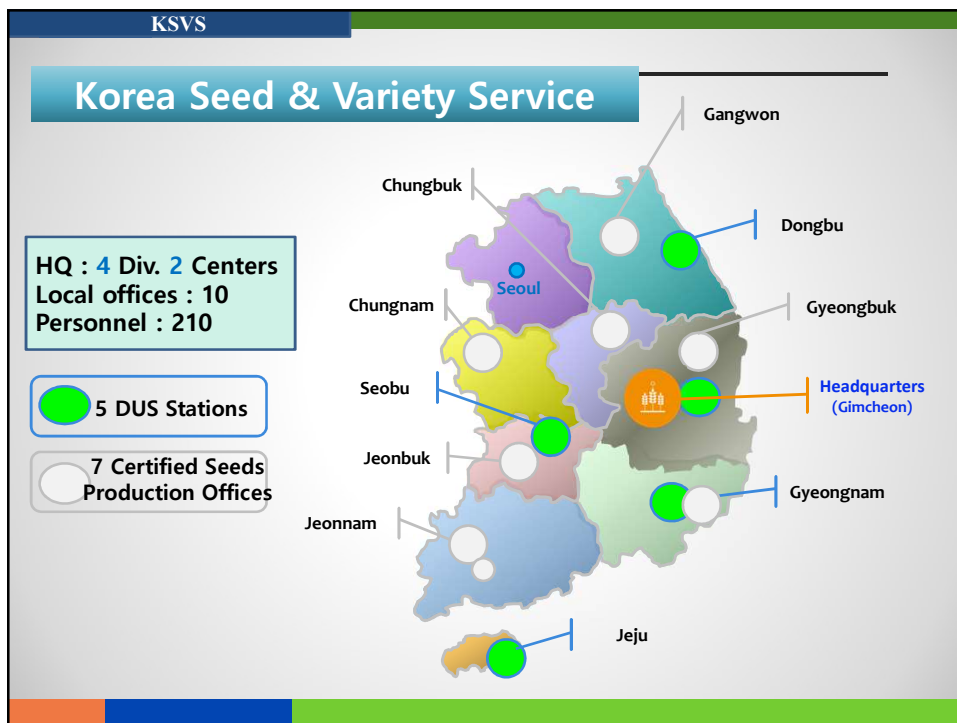 KSVS
Korea Seed & Variety Service
Gangwon
Chungbuk
Dongbu
HQ : 4 Div. 2 Centers
Local offices : 10
Personnel : 210
Seoul
Chungnam
Gyeongbuk
Seobu
Headquarters
(Gimcheon)
5 DUS Stations
Jeonbuk
7 Certified Seeds
Production Offices
Gyeongnam
Jeonnam
Jeju